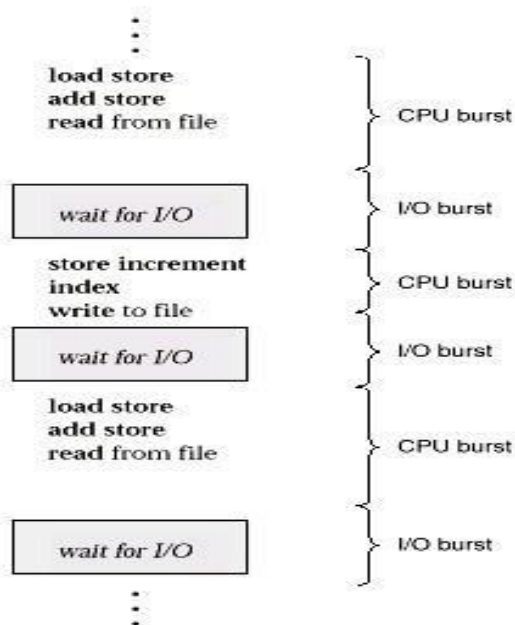 load store
add store
read from file
CPU burst
wait for I/O
I/O burst
store increment
index
write to file
CPU burst
wait for I/O
I/O burst
load store
add store
read from file
CPU burst
wait for I/O
I/O burst